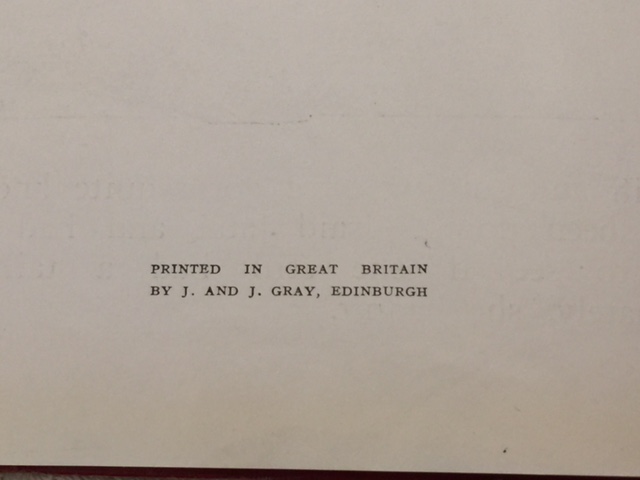 PRINTED IN GREAT BRITAIN
BY J. AND J. GRAY, EDINBURGH